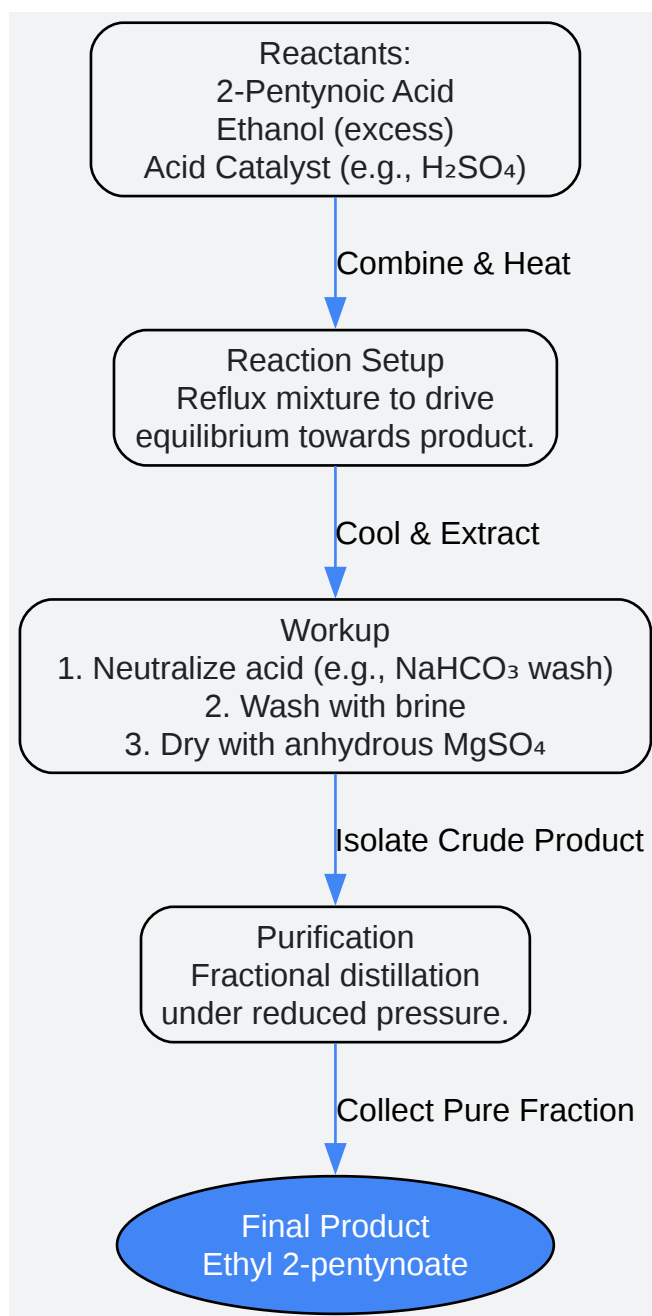 Reactants:
2-Pentynoic Acid
Ethanol (excess)
Acid Catalyst (e.g., H₂SO₄)
Combine & Heat
Reaction Setup
Reflux mixture to drive
equilibrium towards product.
Cool & Extract
Workup
1. Neutralize acid (e.g., NaHCO₃ wash)
2. Wash with brine
3. Dry with anhydrous MgSO₄
Isolate Crude Product
Purification
Fractional distillation
under reduced pressure.
Collect Pure Fraction
Final Product
Ethyl 2-pentynoate